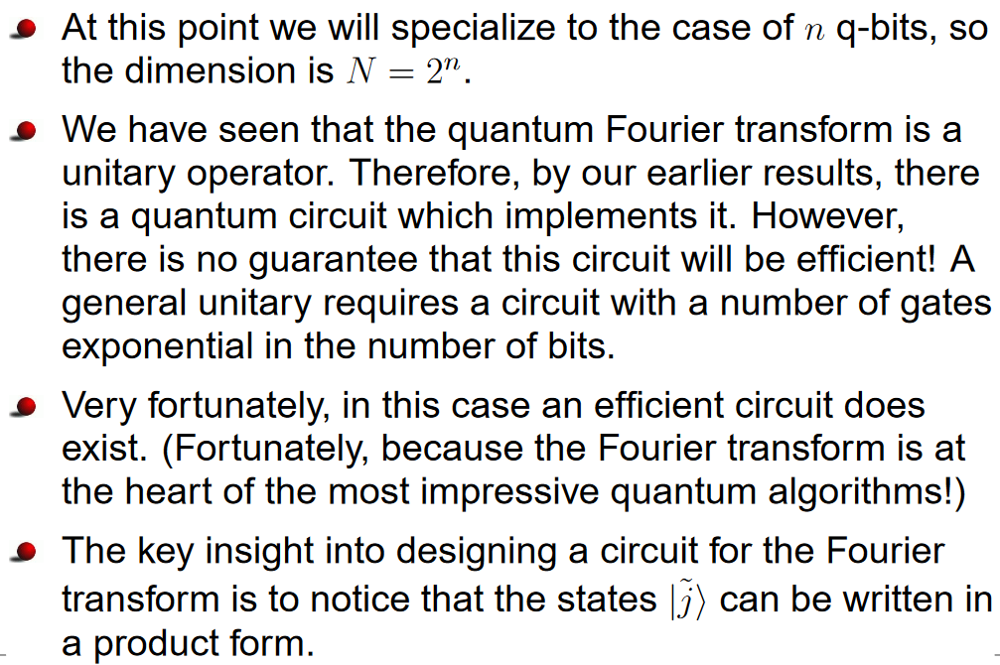 At this point we will specialize to the case of n q-bits, so
the dimension is N = 2ⁿ.
We have seen that the quantum Fourier transform is a
unitary operator. Therefore, by our earlier results, there
is a quantum circuit which implements it. However,
there is no guarantee that this circuit will be efficient! A
general unitary requires a circuit with a number of gates
exponential in the number of bits.
Very fortunately, in this case an efficient circuit does
exist. (Fortunately, because the Fourier transform is at
the heart of the most impressive quantum algorithms!)
The key insight into designing a circuit for the Fourier
transform is to notice that the states |j̃⟩ can be written in
a product form.